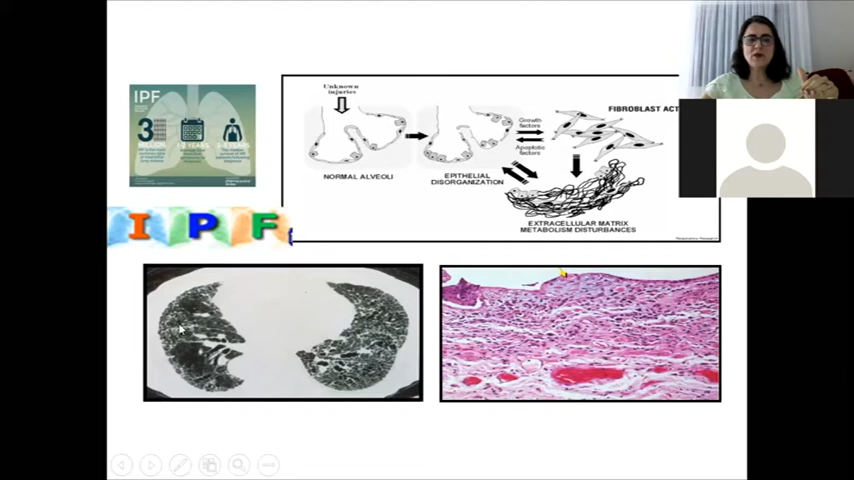 IPF
3
YEARS
Unknown
injuries
NORMAL ALVEOLI
EPITHELIAL
DISORGANIZATION
Growth
factors
Apoptotic
factors
FIBROBLAST ACT
EXTRACELLULAR MATRIX
METABOLISM DISTURBANCES
IPF